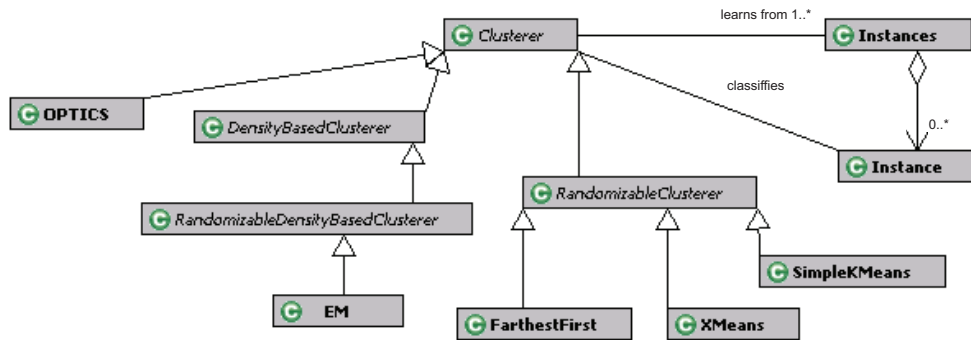 learns from 1..*
C Clusterer
C Instances
classiffies
C OPTICS
C DensityBasedClusterer
0..*
C Instance
C RandomizableClusterer
C RandomizableDensityBasedClusterer
C SimpleKMeans
C EM
C FarthestFirst
C XMeans